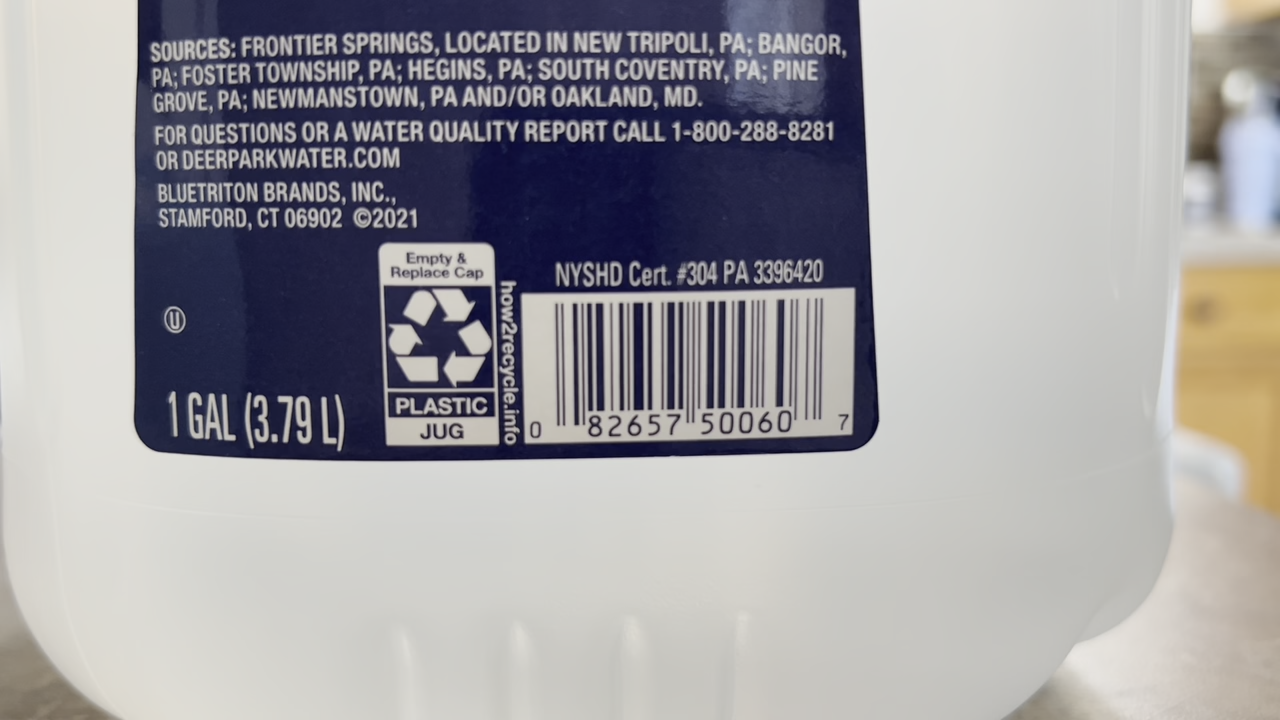 SOURCES: FRONTIER SPRINGS, LOCATED IN NEW TRIPOLI, PA; BANGOR,
PA; FOSTER TOWNSHIP, PA; HEGINS, PA; SOUTH COVENTRY, PA; PINE
GROVE, PA; NEWMANSTOWN, PA AND/OR OAKLAND, MD.
FOR QUESTIONS OR A WATER QUALITY REPORT CALL 1-800-288-8281
OR DEERPARKWATER.COM
BLUETRITON BRANDS, INC.,
STAMFORD, CT 06902 ©2021
U
1 GAL (3.79 L)
Empty &
Replace Cap
PLASTIC
JUG
how2recycle.info
NYSHD Cert. #304 PA 3396420
0 82657 50060 7